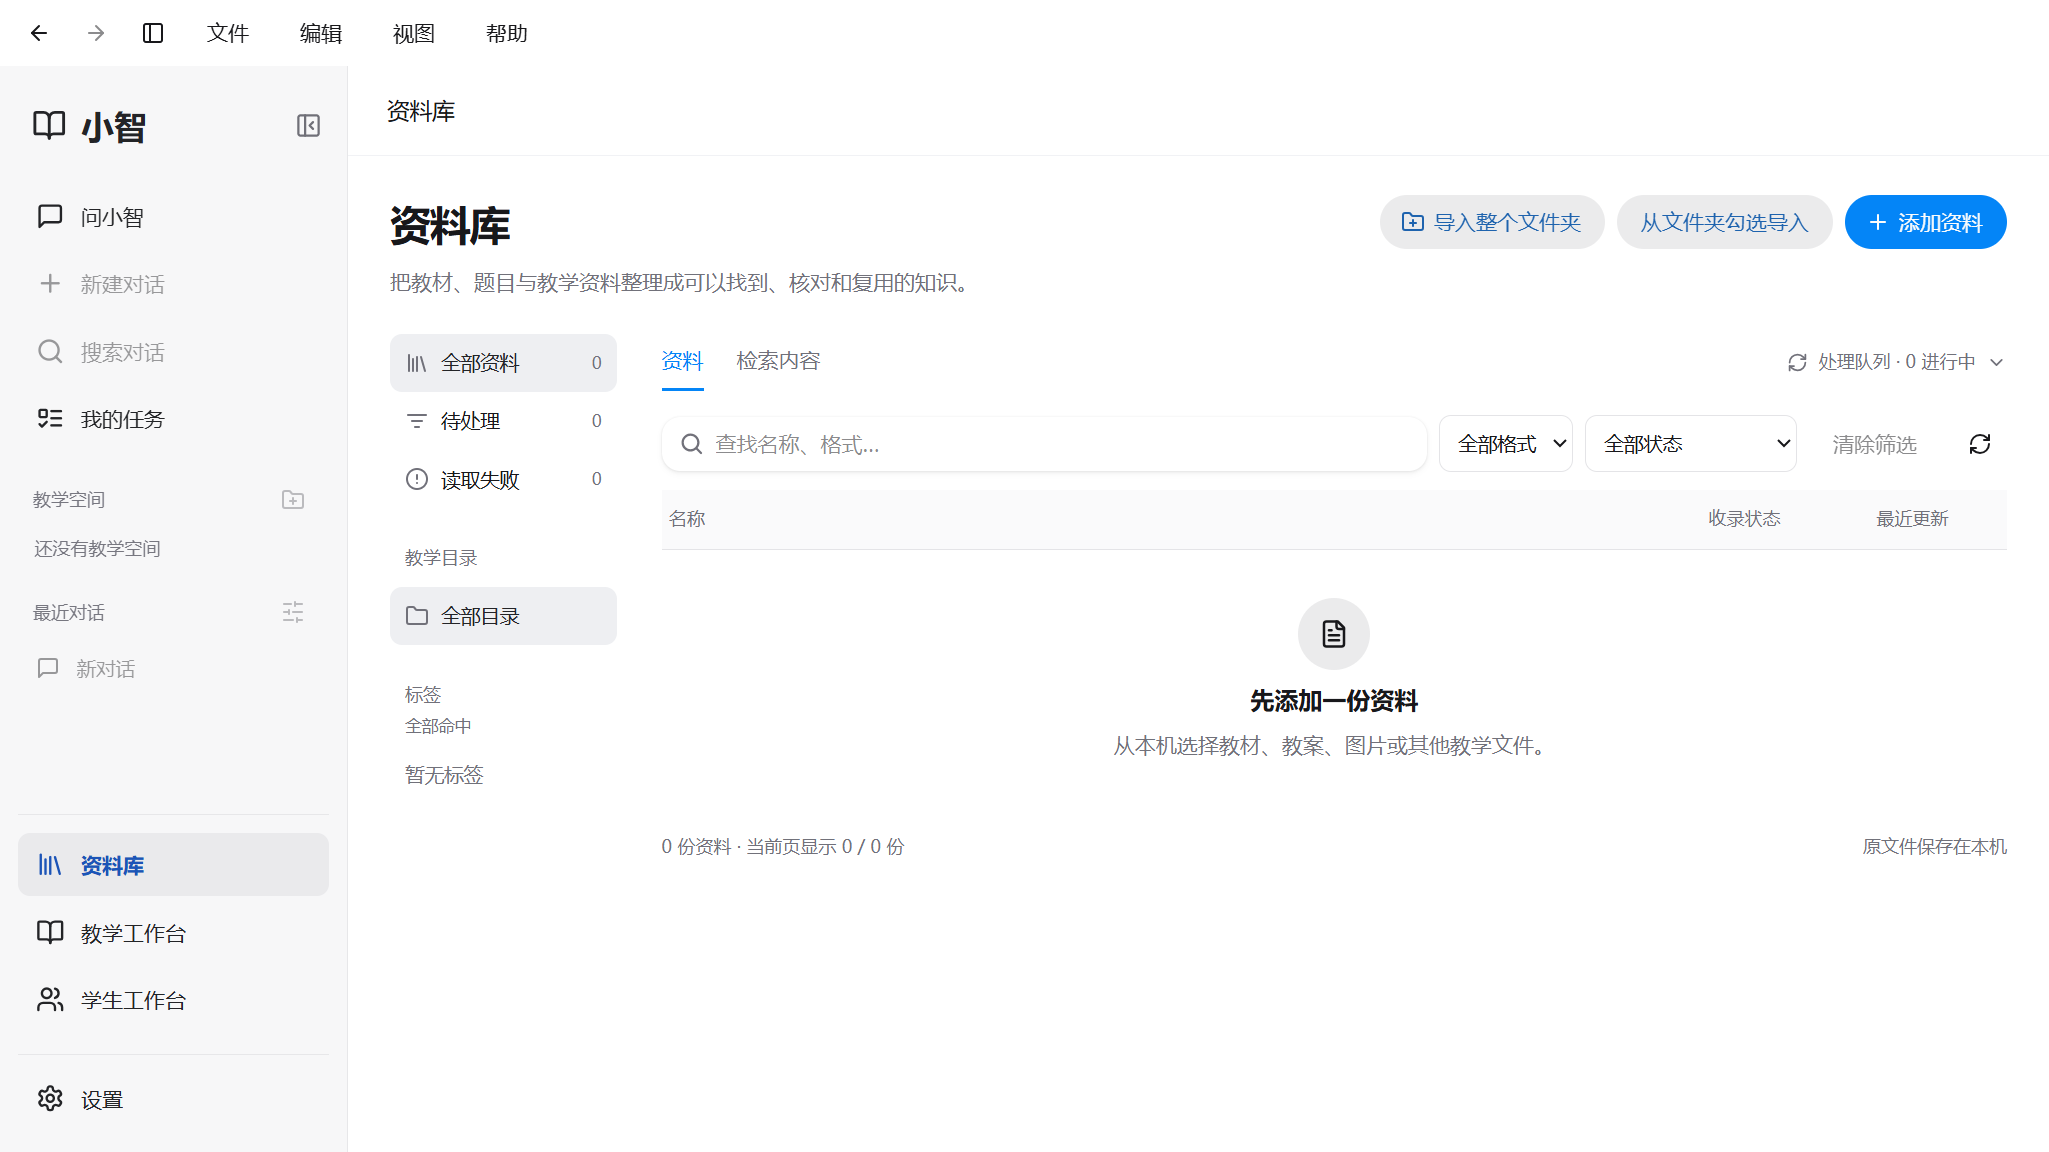 文件 编辑 视图 帮助
小智
问小智
新建对话
搜索对话
我的任务
教学空间
还没有教学空间
最近对话
新对话
资料库
教学工作台
学生工作台
设置
资料库
资料库
把教材、题目与教学资料整理成可以找到、核对和复用的知识。
导入整个文件夹 从文件夹勾选导入 添加资料
全部资料 0
待处理 0
读取失败 0
教学目录
全部目录
标签
全部命中
暂无标签
资料 检索内容 处理队列 · 0 进行中
查找名称、格式... 全部格式 全部状态 清除筛选
名称 收录状态 最近更新
先添加一份资料
从本机选择教材、教案、图片或其他教学文件。
0 份资料 · 当前页显示 0 / 0 份 原文件保存在本机